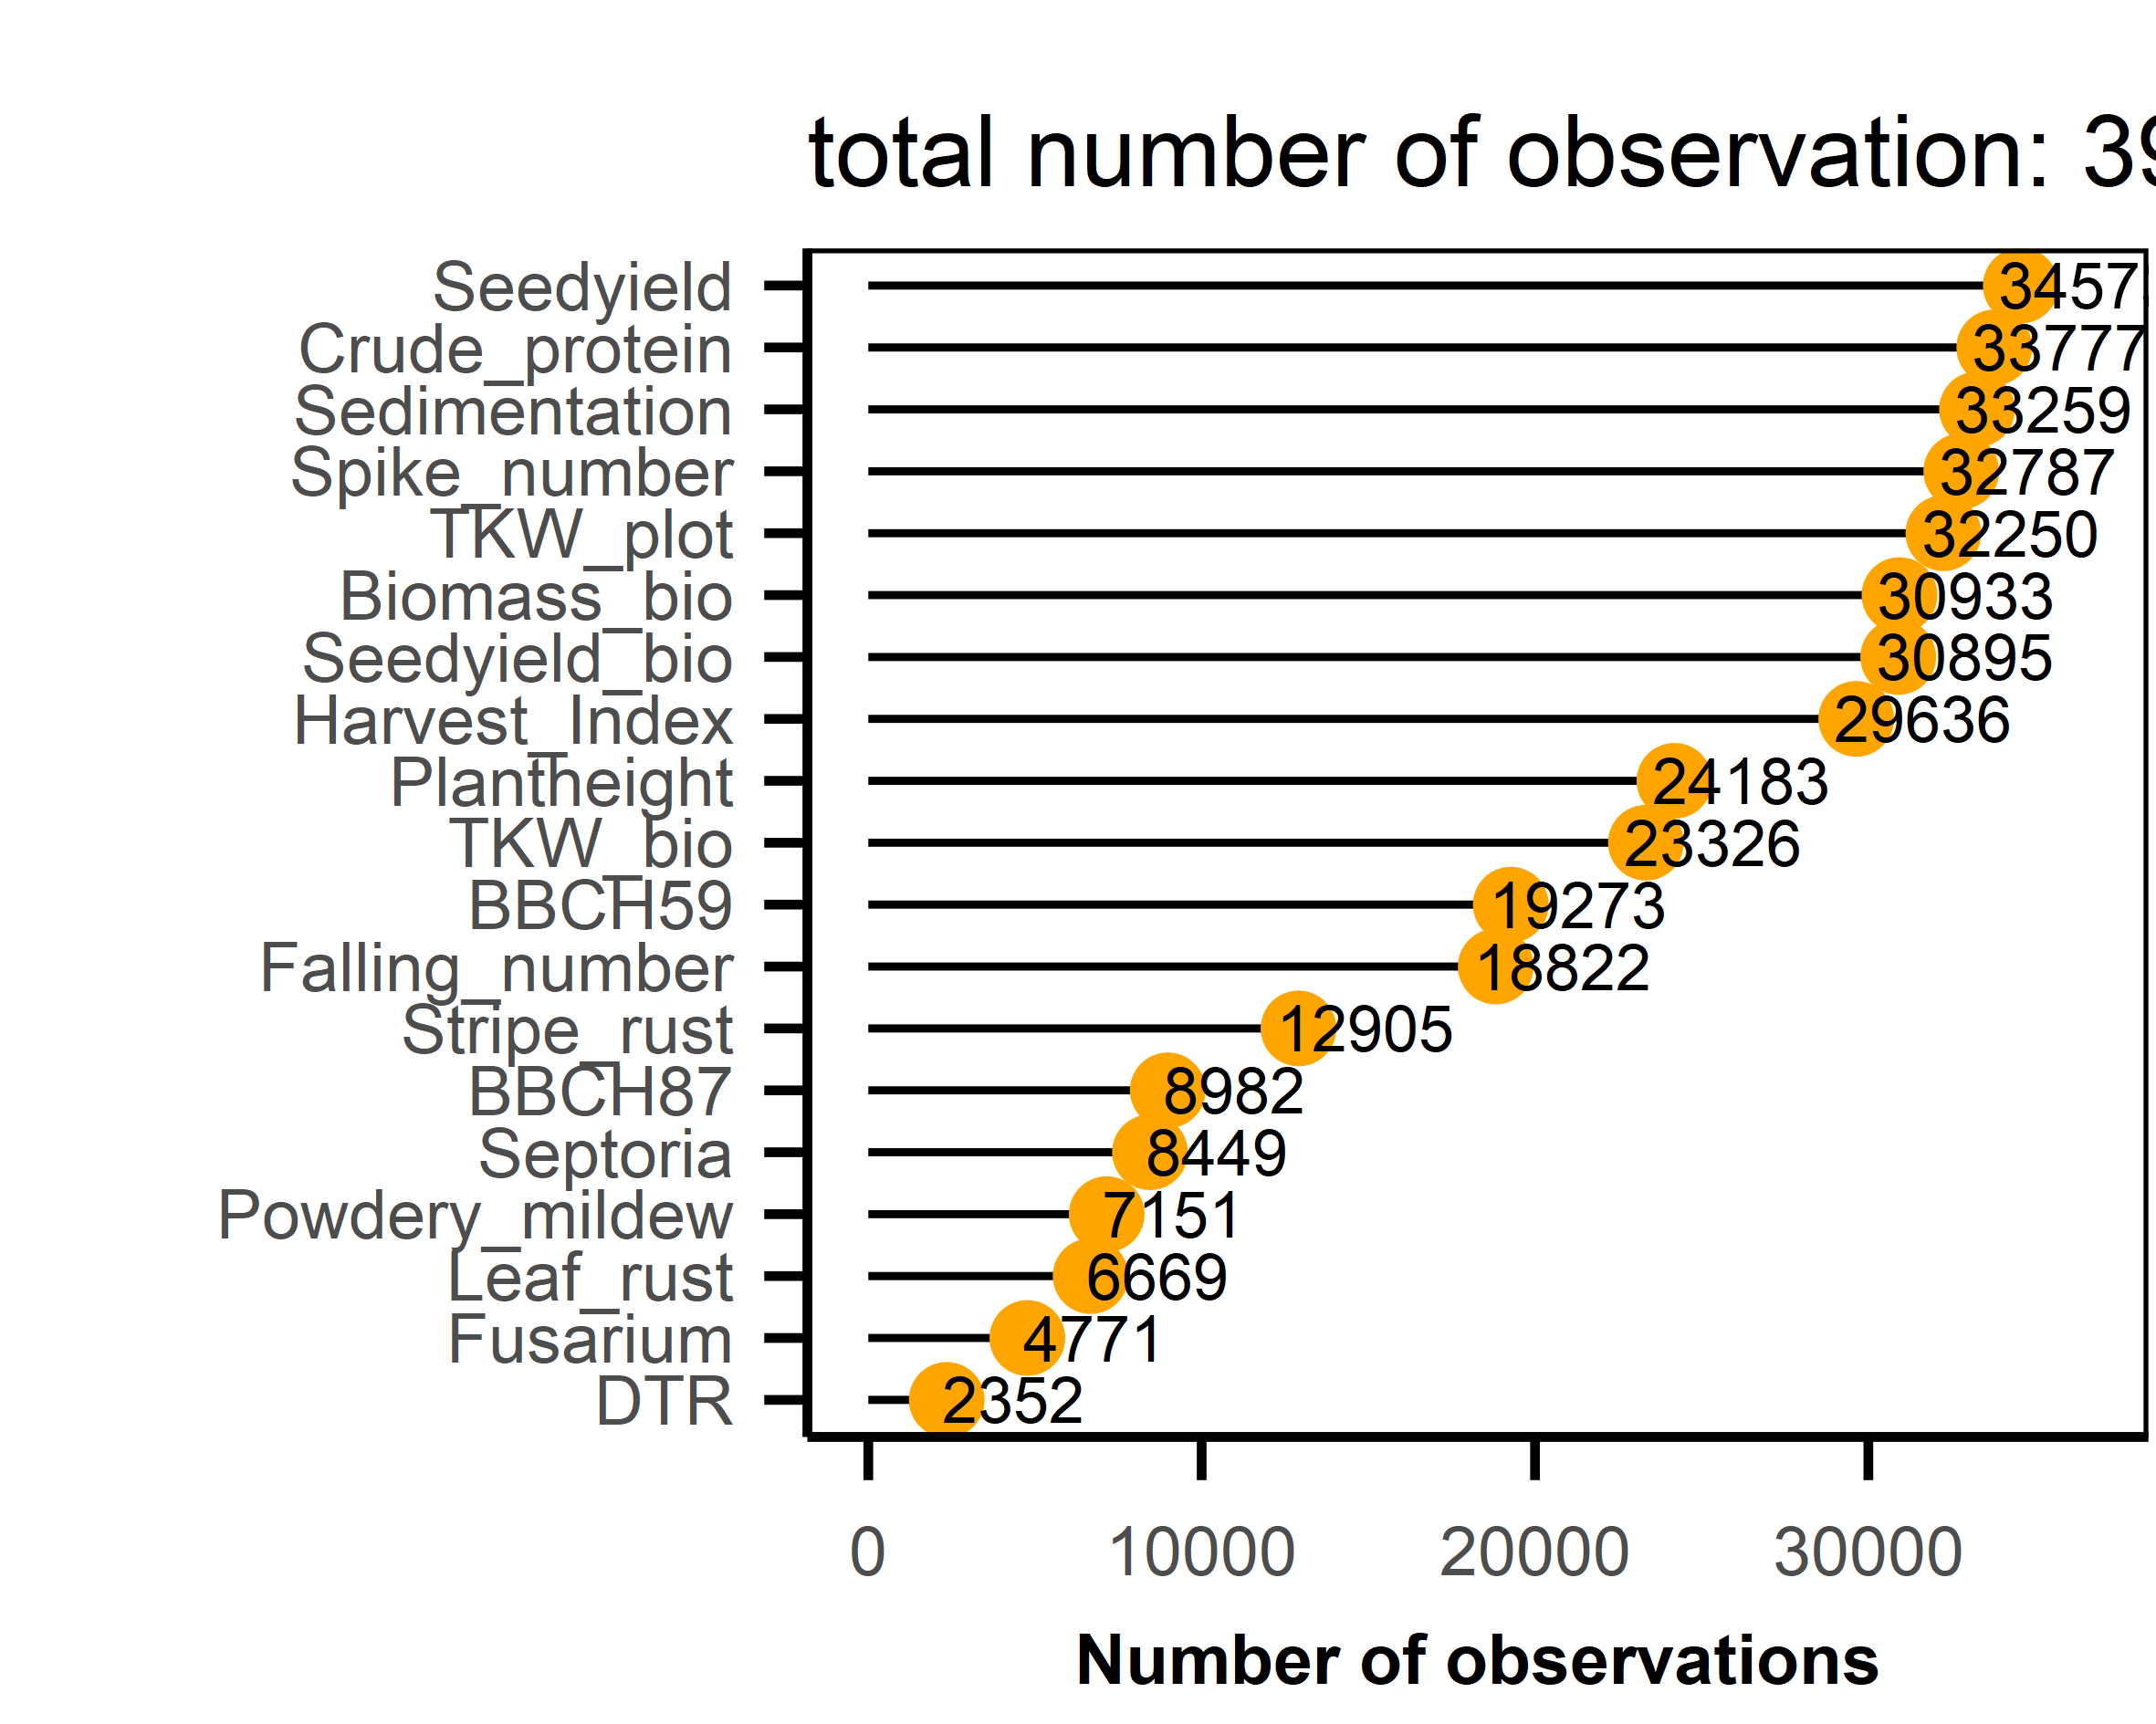 total number of observation: 39
Seedyield 3457
Crude_protein 33777
Sedimentation 33259
Spike_number 32787
TKW_plot 32250
Biomass_bio 30933
Seedyield_bio 30895
Harvest_Index 29636
Plantheight 24183
TKW_bio 23326
BBCH59 19273
Falling_number 18822
Stripe_rust 12905
BBCH87 8982
Septoria 8449
Powdery_mildew 7151
Leaf_rust 6669
Fusarium 4771
DTR 2352
0 10000 20000 30000
Number of observations